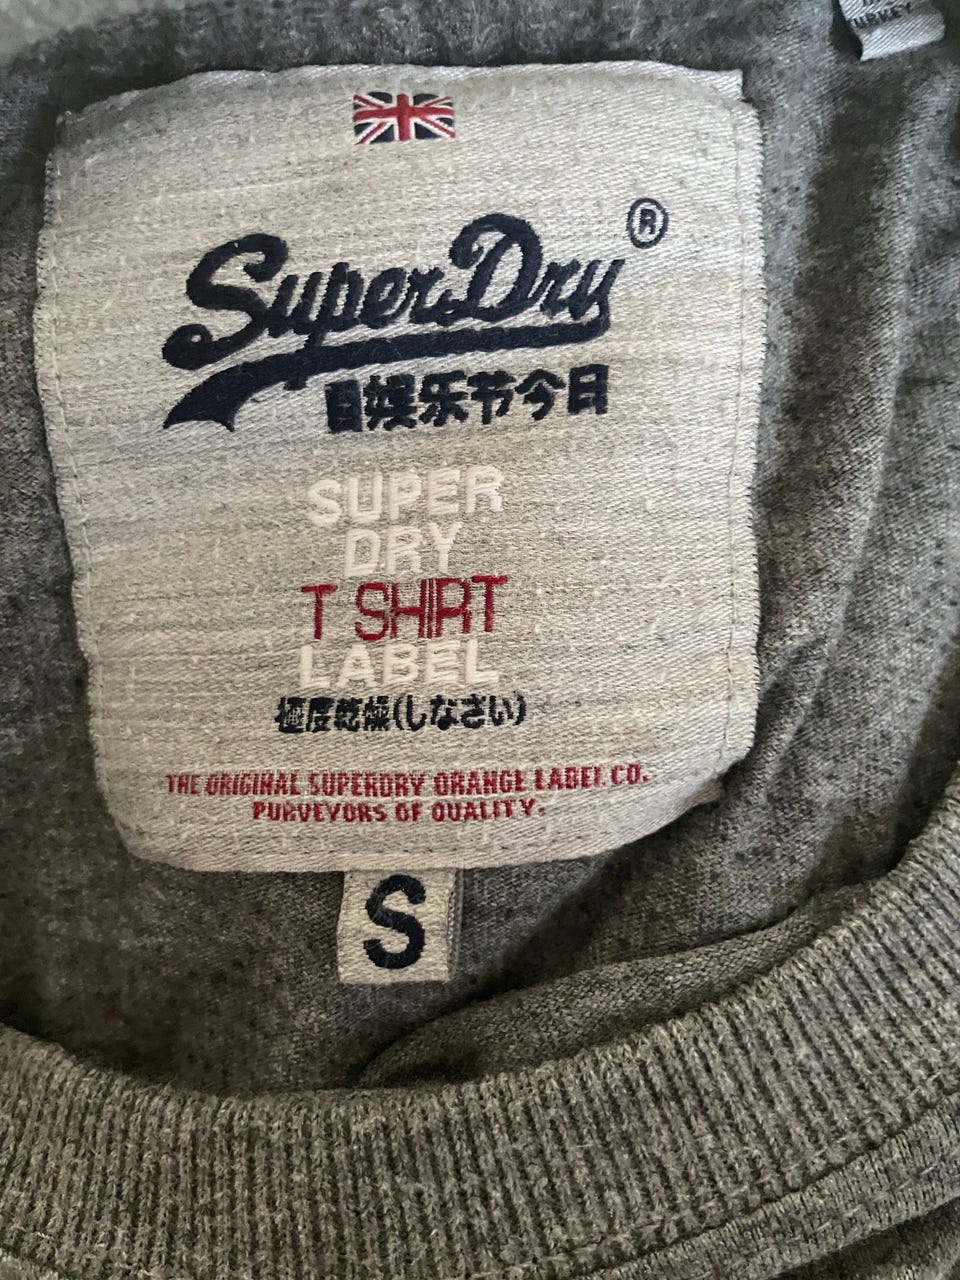 SuperDry®
日娱乐节今日
SUPER
DRY
T SHIRT
LABEL
極度乾燥(しなさい)
THE ORIGINAL SUPERDRY ORANGE LABEL CO.
PURVEYORS OF QUALITY.
S
TURKEY